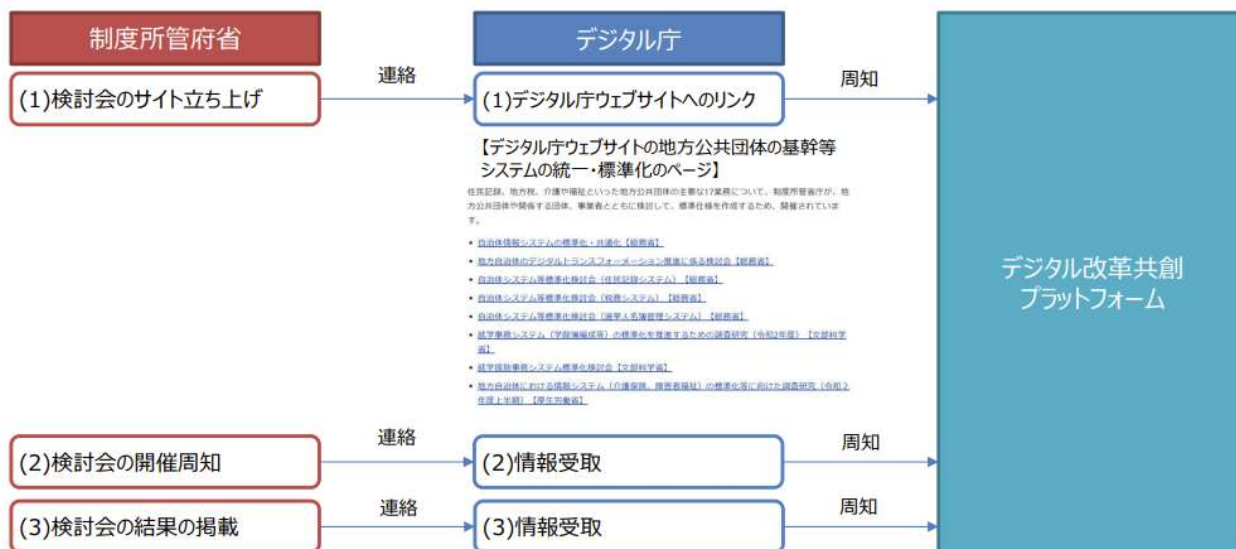 制度所管府省
デジタル庁
(1)検討会のサイト立ち上げ
連絡
(1)デジタル庁ウェブサイトへのリンク
周知
【デジタル庁ウェブサイトの地方公共団体の基幹等
システムの統一・標準化のページ】
住民記録、地方税、介護や福祉といった地方公共団体の主要な17業務について、制度所管省庁が、地
方公共団体や関係する団体、事業者とともに検討して、標準仕様を作成するため、開催されていま
す。
• 自治体情報システムの標準化・共通化【総務省】
• 地方自治体のデジタルトランスフォーメーション推進に係る検討会【総務省】
• 自治体システム等標準化検討会（住民記録システム）【総務省】
• 自治体システム等標準化検討会（税務システム）【総務省】
• 自治体システム等標準化検討会（選挙人名簿管理システム）【総務省】
• 就学事務システム（学齢簿編成等）の標準化を推進するための調査研究（令和2年度）【文部科学
省】
• 就学援助事務システム標準化検討会【文部科学省】
• 地方自治体における情報システム（介護保険、障害者福祉）の標準化等に向けた調査研究（令和２
年度上半期）【厚生労働省】
デジタル改革共創
プラットフォーム
(2)検討会の開催周知
連絡
(2)情報受取
周知
(3)検討会の結果の掲載
連絡
(3)情報受取
周知